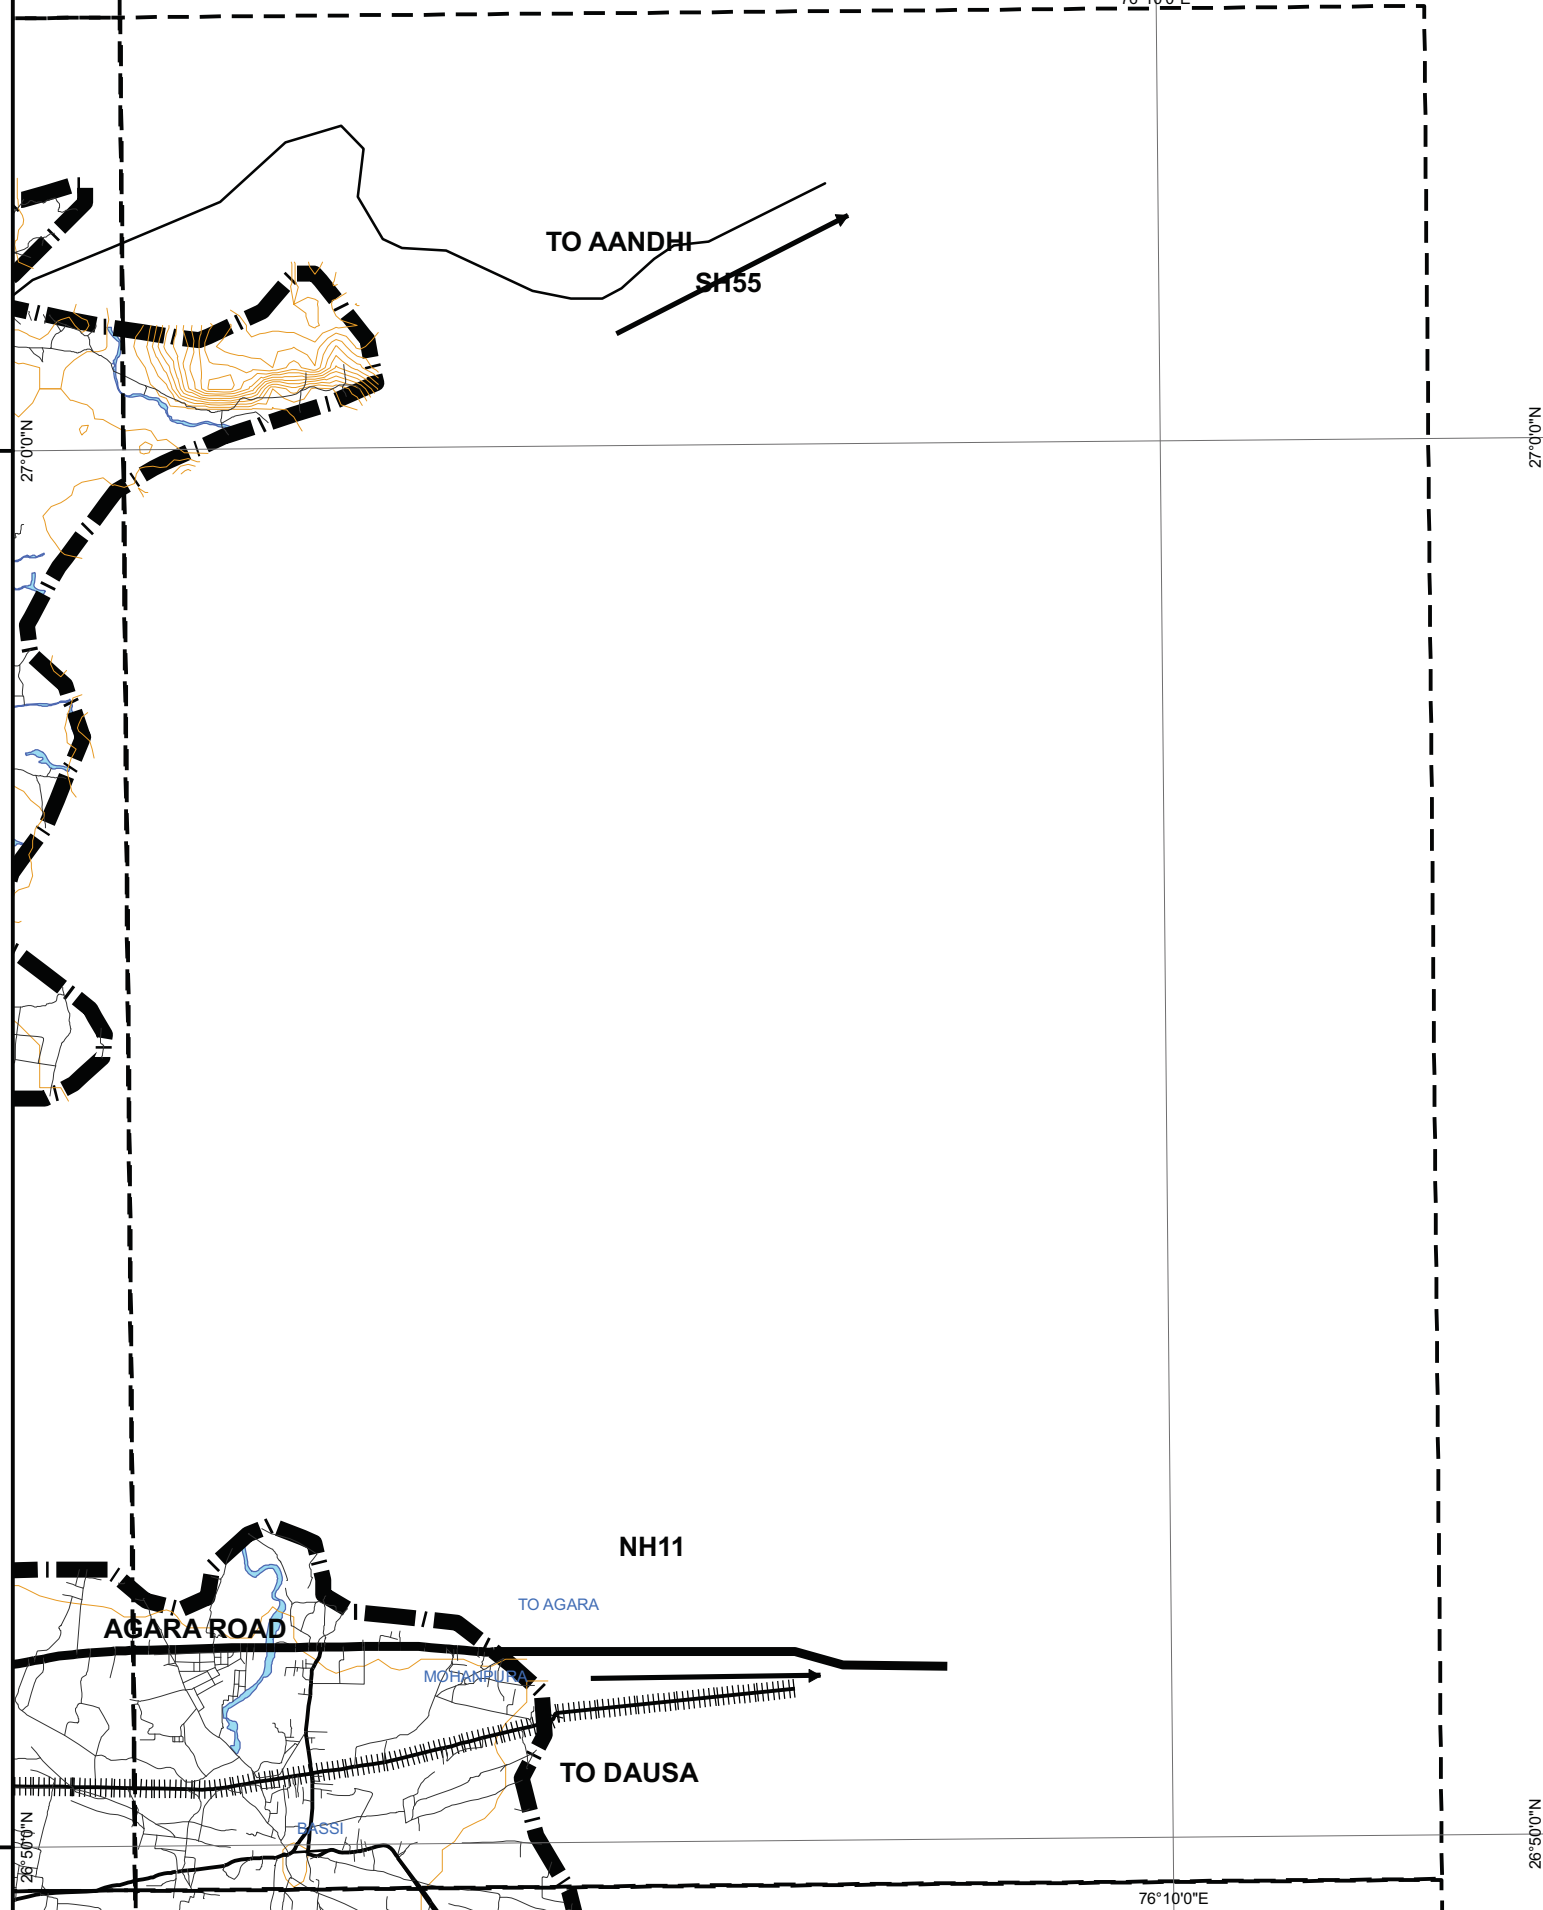 TO AANDHI
SH55
27°0'0"N
27°0'0"N
NH11
TO AGARA
AGARA ROAD
MOHANPURA
TO DAUSA
BASSI
26°50'0"N
26°50'0"N
76°10'0"E